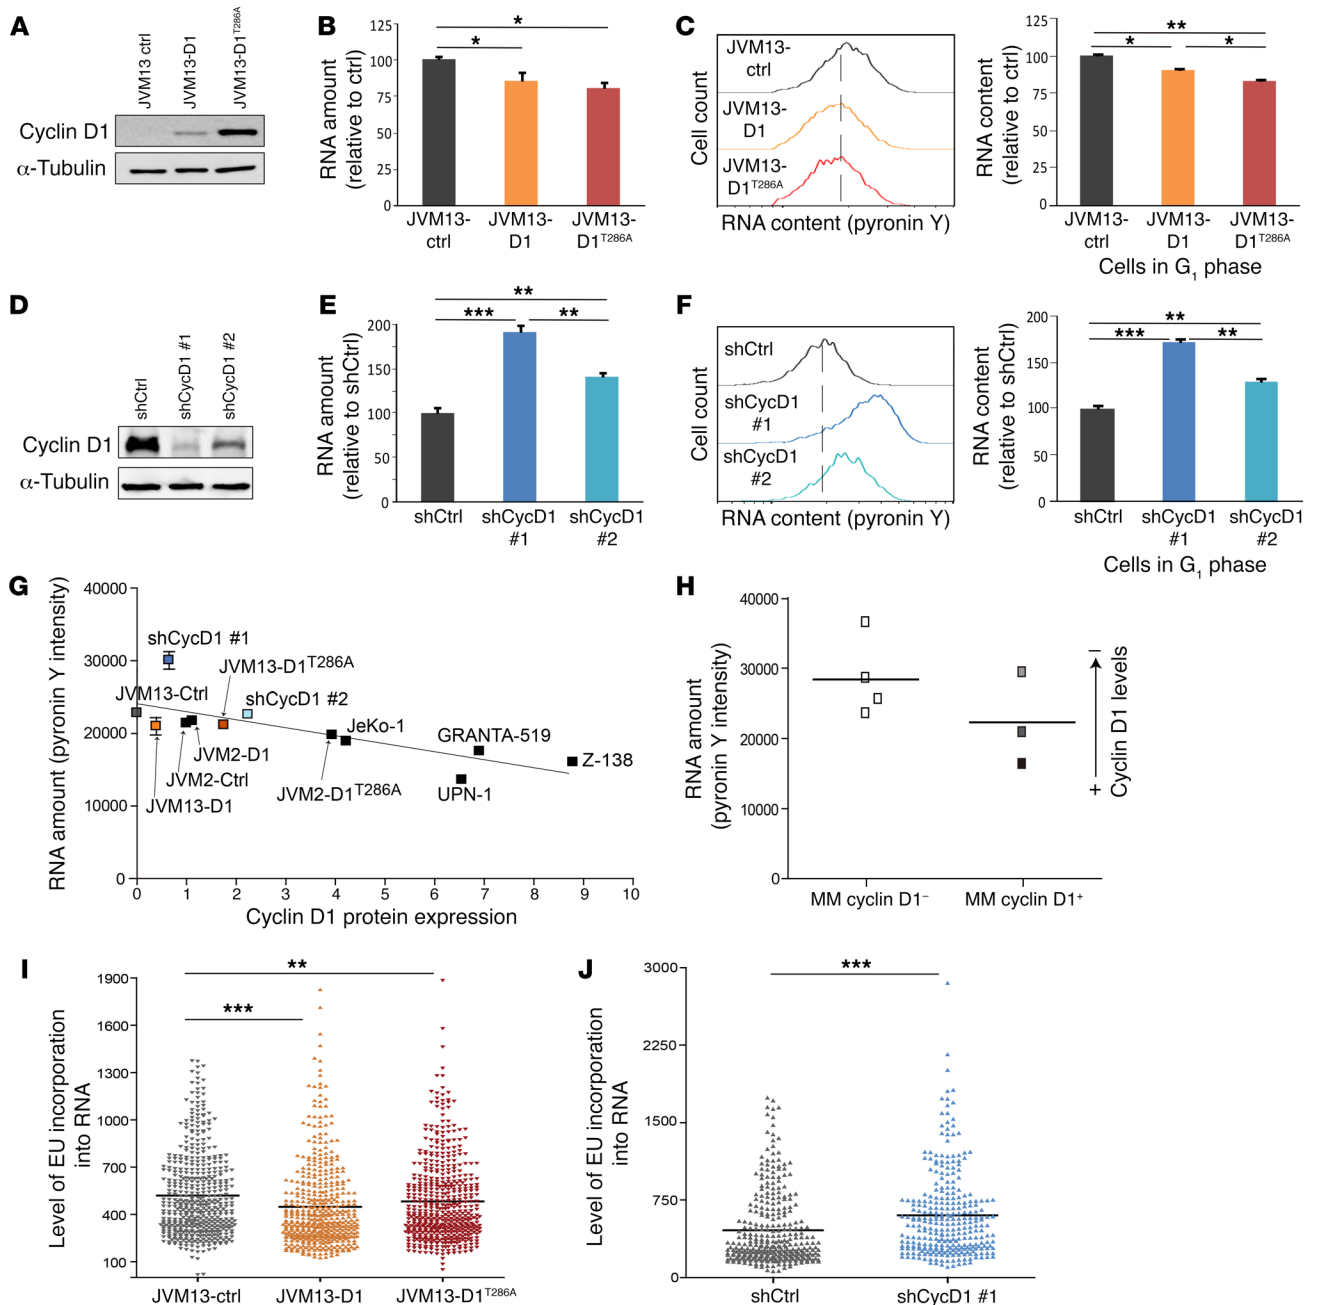 A
JVM13 ctrl
JVM13-D1
JVM13-D1T286A
Cyclin D1
α-Tubulin
B
RNA amount
(relative to ctrl)
125
100
75
50
25
0
*
*
JVM13-
ctrl
JVM13-
D1
JVM13-
D1T286A
C
Cell count
JVM13-
ctrl
JVM13-
D1
JVM13-
D1T286A
RNA content (pyronin Y)
RNA content
(relative to ctrl)
125
100
75
50
25
0
**
*
*
JVM13-
ctrl
JVM13-
D1
JVM13-
D1T286A
Cells in G1 phase
D
shCtrl
shCycD1 #1
shCycD1 #2
Cyclin D1
α-Tubulin
E
RNA amount
(relative to shCtrl)
200
150
100
50
0
**
***
**
shCtrl
shCycD1
#1
shCycD1
#2
F
Cell count
shCtrl
shCycD1
#1
shCycD1
#2
RNA content (pyronin Y)
RNA content
(relative to shCtrl)
200
150
100
50
0
**
***
**
shCtrl
shCycD1
#1
shCycD1
#2
Cells in G1 phase
G
RNA amount (pyronin Y intensity)
40000
30000
20000
10000
0
shCycD1 #1
JVM13-D1T286A
JVM13-Ctrl
shCycD1 #2
JeKo-1
GRANTA-519
JVM2-D1
Z-138
JVM2-Ctrl
JVM2-D1T286A
UPN-1
JVM13-D1
0 1 2 3 4 5 6 7 8 9 10
Cyclin D1 protein expression
H
RNA amount
(pyronin Y intensity)
40000
30000
20000
10000
0
–
+
Cyclin D1 levels
MM cyclin D1–
MM cyclin D1+
I
Level of EU incorporation
into RNA
1900
1600
1300
1000
700
400
100
**
***
JVM13-ctrl
JVM13-D1
JVM13-D1T286A
J
Level of EU incorporation
into RNA
3000
2250
1500
750
0
***
shCtrl
shCycD1 #1